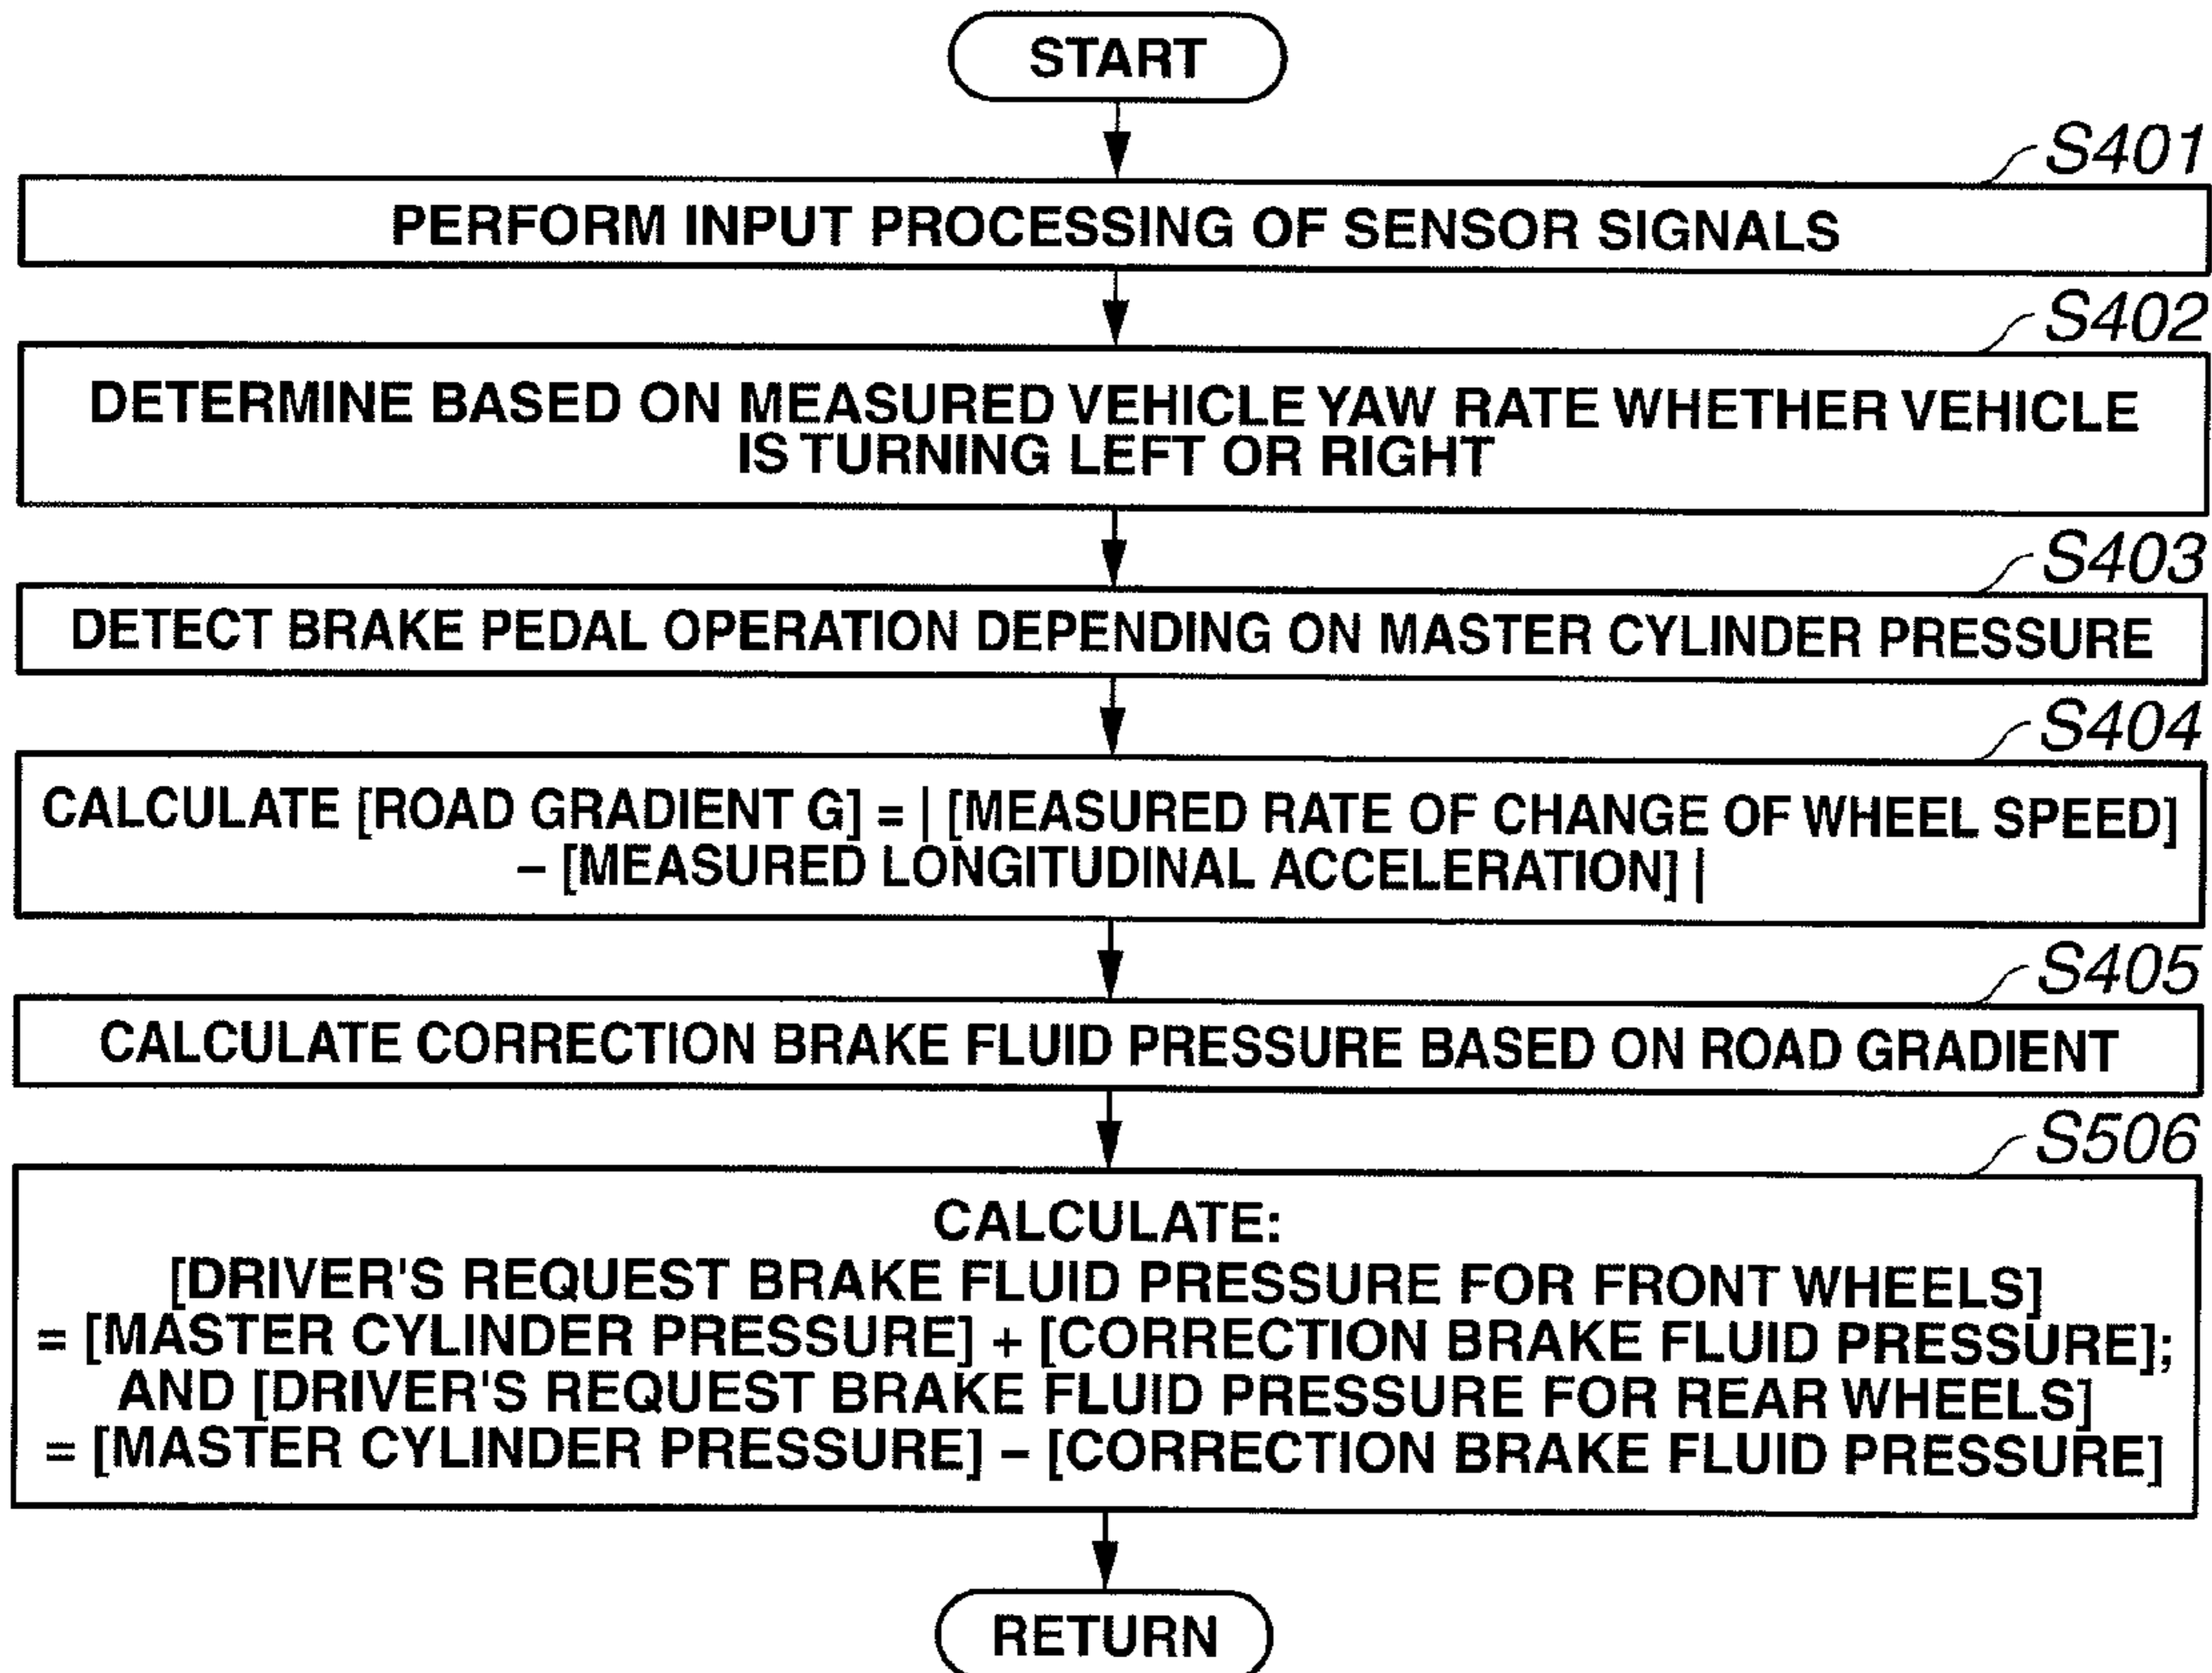 START
S401
PERFORM INPUT PROCESSING OF SENSOR SIGNALS
S402
DETERMINE BASED ON MEASURED VEHICLE YAW RATE WHETHER VEHICLE
IS TURNING LEFT OR RIGHT
S403
DETECT BRAKE PEDAL OPERATION DEPENDING ON MASTER CYLINDER PRESSURE
S404
CALCULATE [ROAD GRADIENT G] = | [MEASURED RATE OF CHANGE OF WHEEL SPEED]
– [MEASURED LONGITUDINAL ACCELERATION] |
S405
CALCULATE CORRECTION BRAKE FLUID PRESSURE BASED ON ROAD GRADIENT
S506
CALCULATE:
[DRIVER'S REQUEST BRAKE FLUID PRESSURE FOR FRONT WHEELS]
= [MASTER CYLINDER PRESSURE] + [CORRECTION BRAKE FLUID PRESSURE];
AND [DRIVER'S REQUEST BRAKE FLUID PRESSURE FOR REAR WHEELS]
= [MASTER CYLINDER PRESSURE] – [CORRECTION BRAKE FLUID PRESSURE]
RETURN